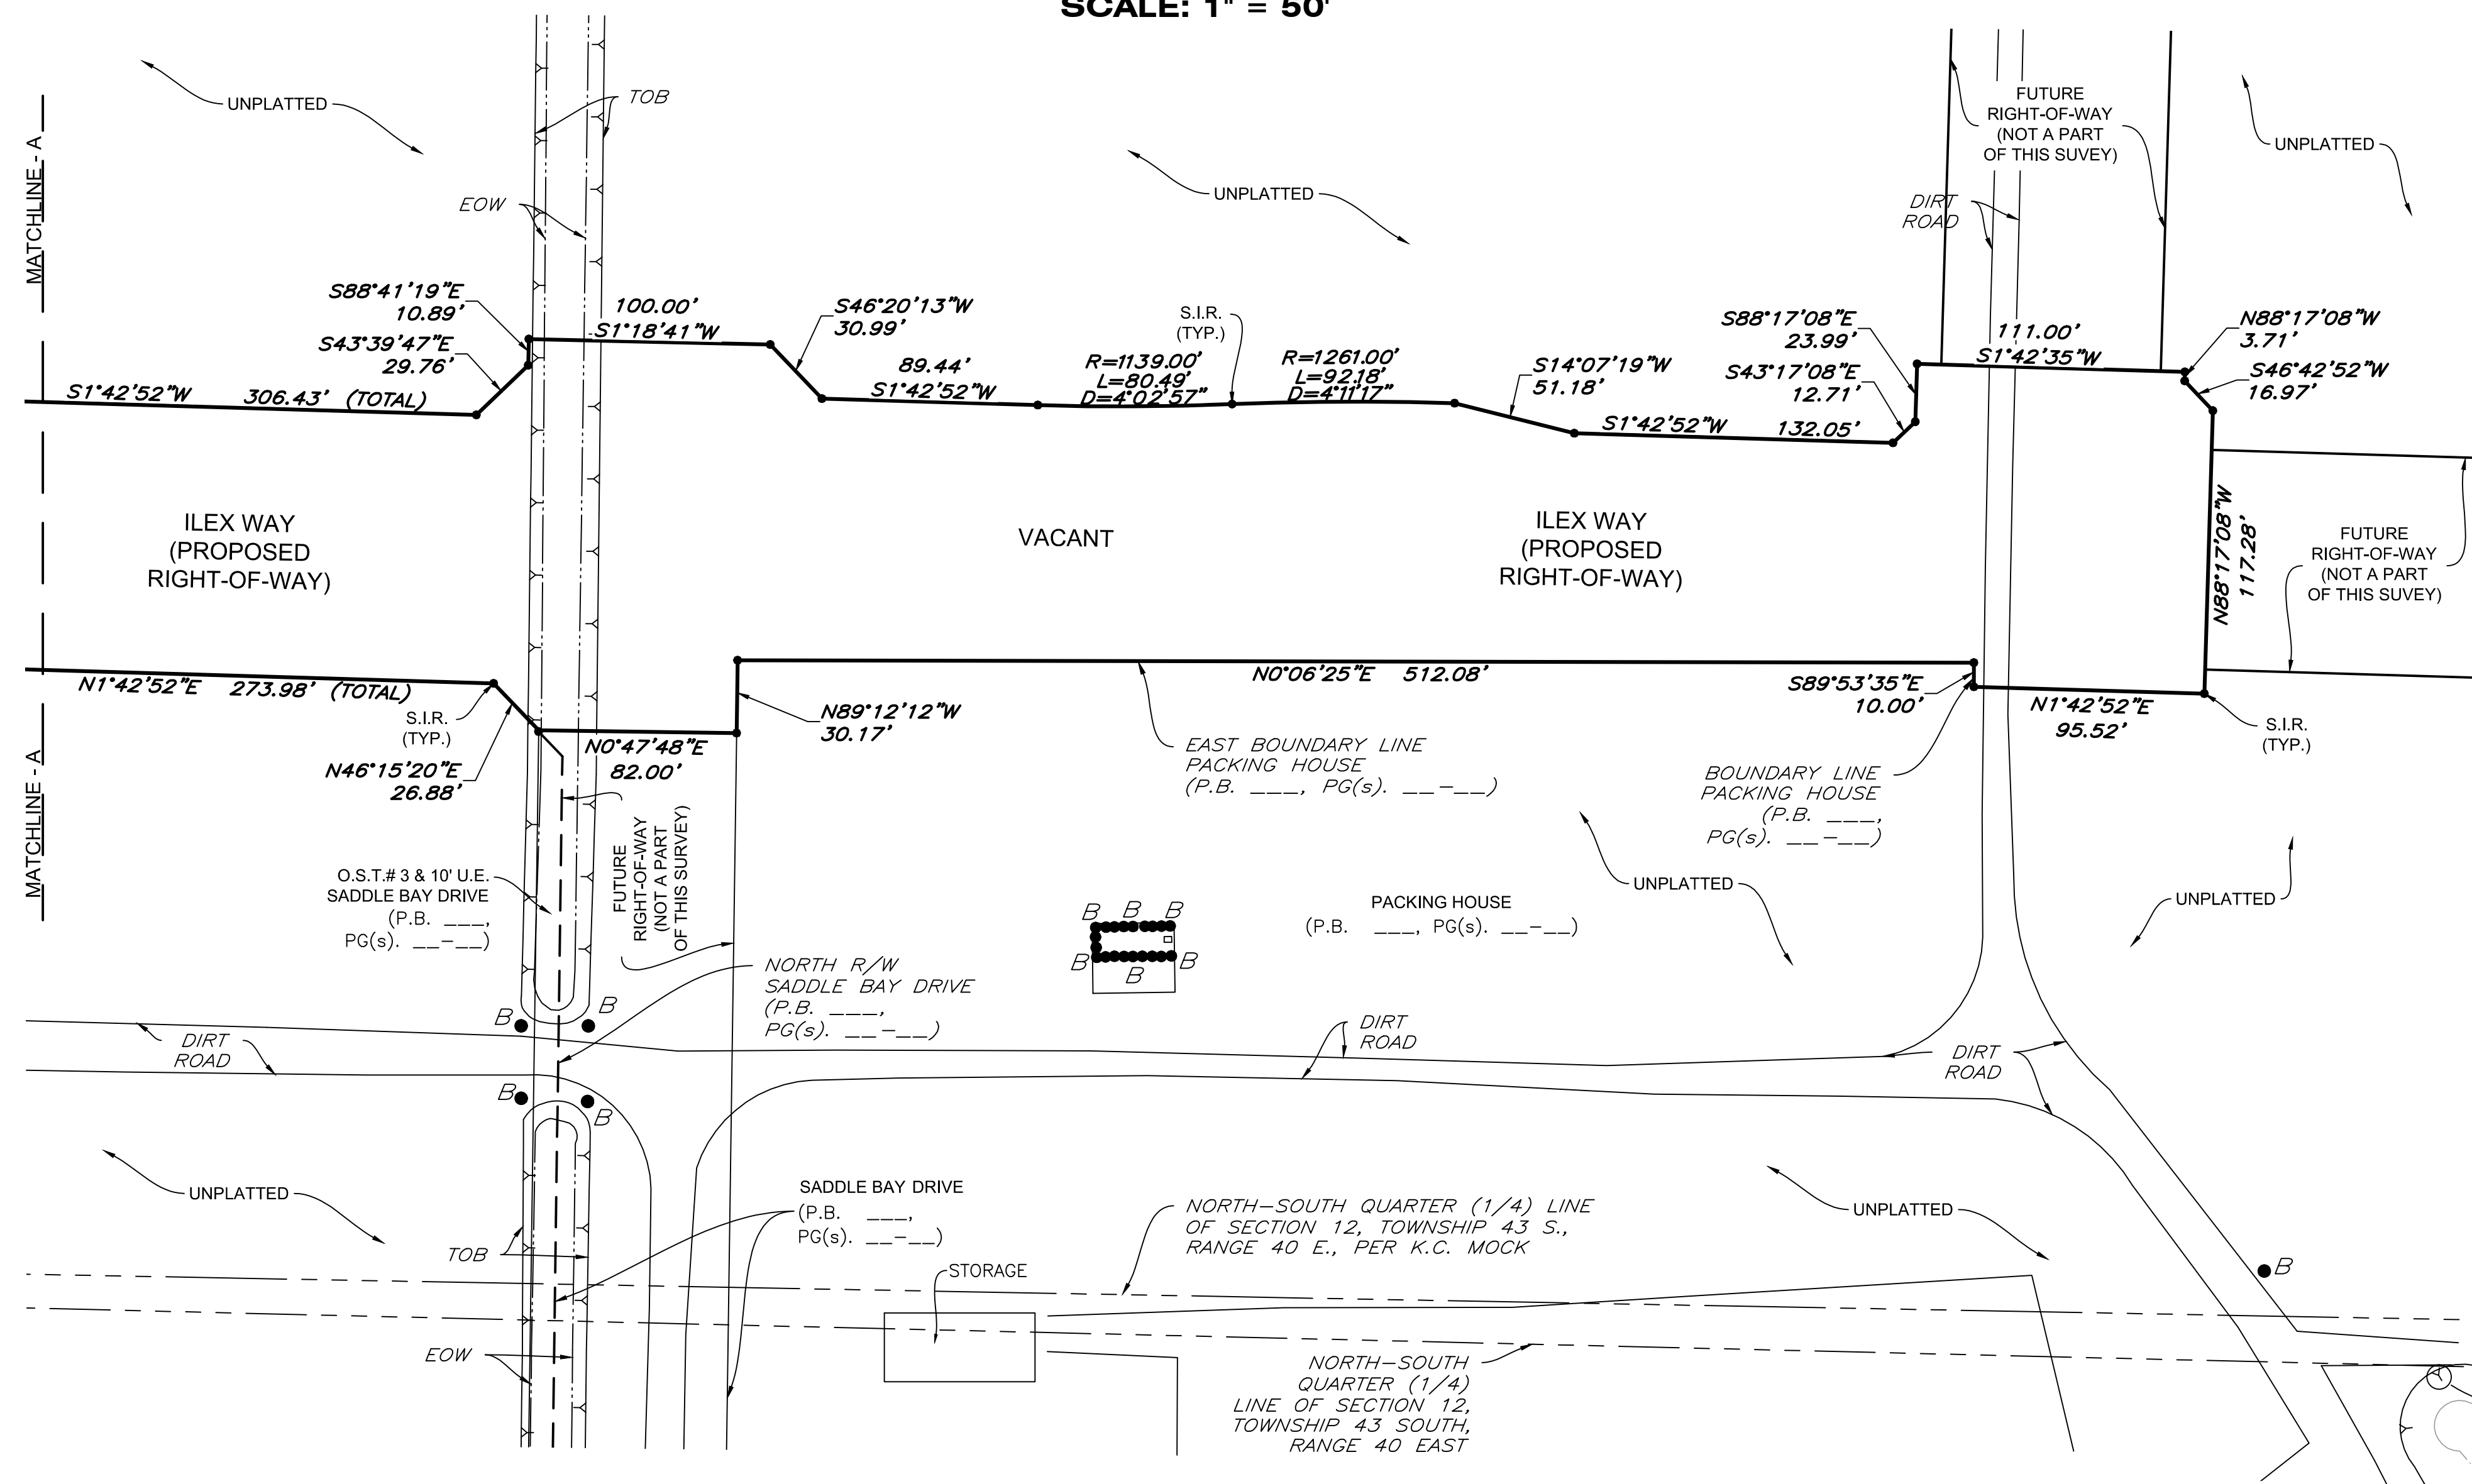 SCALE: 1" = 50'
MATCHLINE - A
UNPLATTED
TOB
EOW
UNPLATTED
FUTURE
RIGHT-OF-WAY
(NOT A PART
OF THIS SUVEY)
UNPLATTED
DIRT
ROAD
S88°41'19"E
10.89'
S43°39'47"E
29.76'
100.00'
S1°18'41"W
S46°20'13"W
30.99'
S.I.R.
(TYP.)
S1°42'52"W 306.43' (TOTAL)
89.44'
S1°42'52"W
R=1139.00'
L=80.49'
D=4°02'57"
R=1261.00'
L=92.18'
D=4°11'17"
S14°07'19"W
51.18'
S1°42'52"W 132.05'
S88°17'08"E
23.99'
S43°17'08"E
12.71'
111.00'
S1°42'35"W
N88°17'08"W
3.71'
S46°42'52"W
16.97'
ILEX WAY
(PROPOSED
RIGHT-OF-WAY)
VACANT
ILEX WAY
(PROPOSED
RIGHT-OF-WAY)
N88°17'08"W
117.28'
FUTURE
RIGHT-OF-WAY
(NOT A PART
OF THIS SUVEY)
N1°42'52"E 273.98' (TOTAL)
S.I.R.
(TYP.)
N46°15'20"E
26.88'
N0°47'48"E
82.00'
N89°12'12"W
30.17'
N0°06'25"E 512.08'
S89°53'35"E
10.00'
N1°42'52"E
95.52'
S.I.R.
(TYP.)
MATCHLINE - A
EAST BOUNDARY LINE
PACKING HOUSE
(P.B. ___, PG(s). __-__)
BOUNDARY LINE
PACKING HOUSE
(P.B. ___,
PG(s). __-__)
O.S.T.# 3 & 10' U.E.
SADDLE BAY DRIVE
(P.B. ___,
PG(s). __-__)
FUTURE
RIGHT-OF-WAY
(NOT A PART
OF THIS SURVEY)
UNPLATTED
UNPLATTED
PACKING HOUSE
(P.B. ___, PG(s). __-__)
B B B
B B
B
NORTH R/W
SADDLE BAY DRIVE
(P.B. ___,
PG(s). __-__)
B B
DIRT
ROAD
DIRT
ROAD
DIRT
ROAD
B
B
UNPLATTED
SADDLE BAY DRIVE
(P.B. ___,
PG(s). __-__)
NORTH-SOUTH QUARTER (1/4) LINE
OF SECTION 12, TOWNSHIP 43 S.,
RANGE 40 E., PER K.C. MOCK
UNPLATTED
TOB
STORAGE
B
EOW
NORTH-SOUTH
QUARTER (1/4)
LINE OF SECTION 12,
TOWNSHIP 43 SOUTH,
RANGE 40 EAST